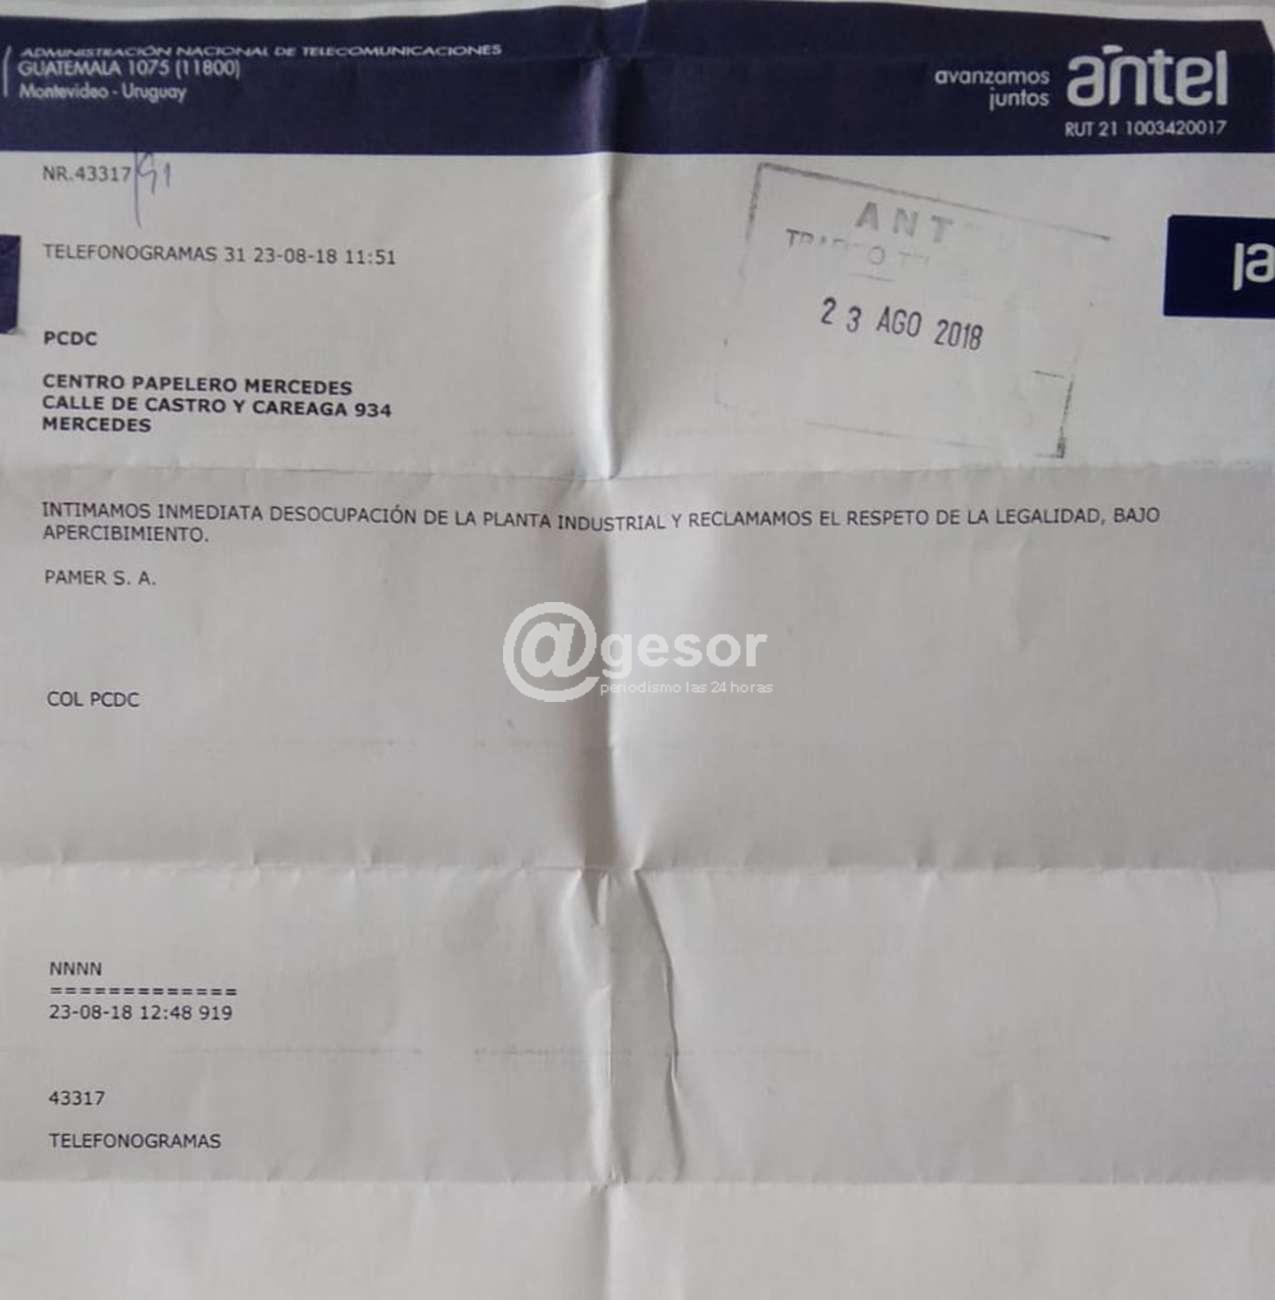 ADMINISTRACIÓN NACIONAL DE TELECOMUNICACIONES
GUATEMALA 1075 (11800)
Montevideo - Uruguay
avanzamos
juntos
antel
RUT 21 1003420017
NR.43317
TELEFONOGRAMAS 31 23-08-18 11:51
ANT
23 AGO 2018
PCDC
CENTRO PAPELERO MERCEDES
CALLE DE CASTRO Y CAREAGA 934
MERCEDES
INTIMAMOS INMEDIATA DESOCUPACIÓN DE LA PLANTA INDUSTRIAL Y RECLAMAMOS EL RESPETO DE LA LEGALIDAD, BAJO
APERCIBIMIENTO.
PAMER S. A.
@gesor
periodismo las 24 horas
COL PCDC
NNNN
=============
23-08-18 12:48 919
43317
TELEFONOGRAMAS